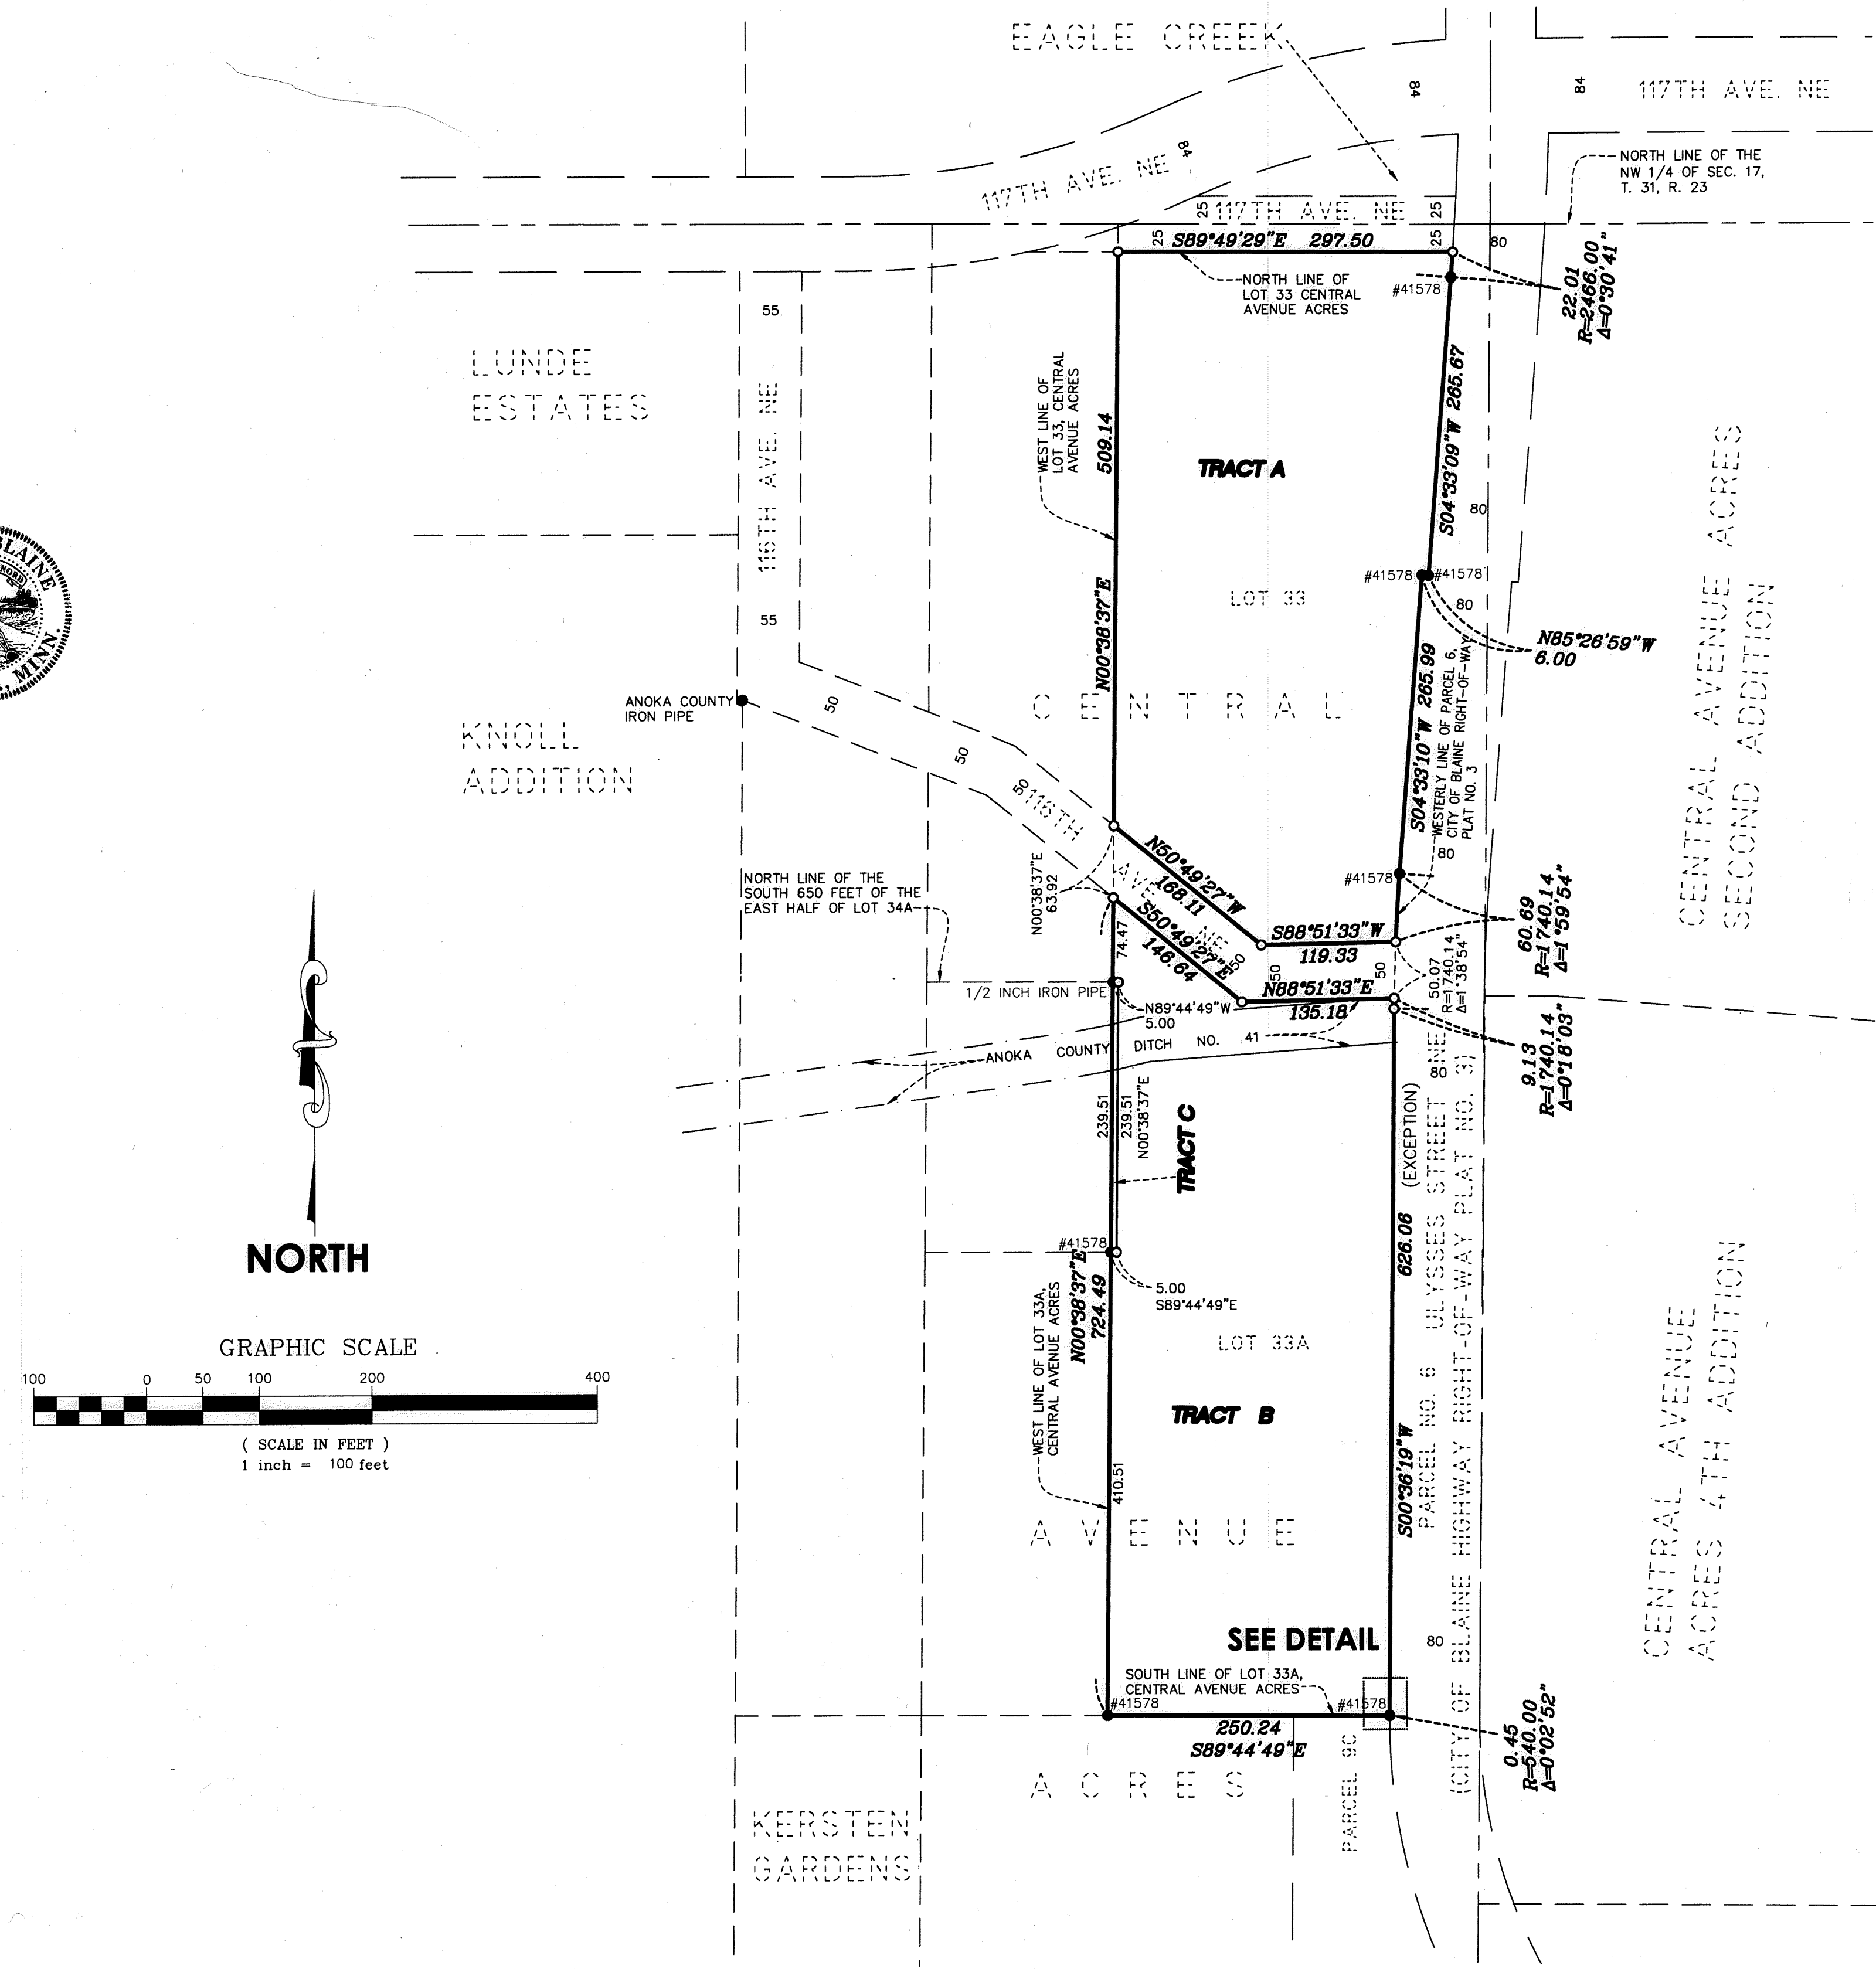 EAGLE CREEK
84
84
117TH AVE. NE
117TH AVE. NE
84
NORTH LINE OF THE
NW 1/4 OF SEC. 17,
T. 31, R. 23
25
117TH AVE. NE
25
25
S89°49'29"E 297.50
25
80
NORTH LINE OF
LOT 33 CENTRAL
AVENUE ACRES
#41578
22.01
R=2466.00
Δ=0°30'41"
55
LUNDE
ESTATES
116TH AVE. NE
55
WEST LINE OF
LOT 33, CENTRAL
AVENUE ACRES
509.14
N00°38'37"E
TRACT A
S04°33'09"W 265.67
80
LOT 33
#41578
#41578
80
N85°26'59"W
6.00
CENTRAL AVENUE ACRES
SECOND ADDITION
BLAINE
NORD
MINN.
ANOKA COUNTY
IRON PIPE
KNOLL
ADDITION
50
50
50
CENTRAL
S04°33'10"W 265.99
WESTERLY LINE OF PARCEL 6,
CITY OF BLAINE RIGHT-OF-WAY
PLAT NO. 3
80
116TH
AVE.
NE
N50°49'27"W
168.11
N00°38'37"E
63.92
#41578
NORTH LINE OF THE
SOUTH 650 FEET OF THE
EAST HALF OF LOT 34A
74.47
S50°49'27"E
146.64
50
S88°51'33"W
119.33
50
50
50.07
R=1740.14
Δ=1°38'54"
60.69
R=1740.14
Δ=1°59'54"
1/2 INCH IRON PIPE
N89°44'49"W
5.00
N88°51'33"E
135.18
9.13
R=1740.14
Δ=0°18'03"
ANOKA COUNTY DITCH NO. 41
239.51
239.51
N00°38'37"E
TRACT C
(EXCEPTION)
80
626.06
#41578
5.00
S89°44'49"E
N00°38'37"E
724.49
WEST LINE OF LOT 33A,
CENTRAL AVENUE ACRES
LOT 33A
TRACT B
410.51
S00°36'19"W
PARCEL NO. 6 ULYSSES STREET NE
(CITY OF BLAINE HIGHWAY RIGHT-OF-WAY PLAT NO. 3)
CENTRAL AVENUE
ACRES 4TH ADDITION
NORTH
GRAPHIC SCALE
100 0 50 100 200 400
( SCALE IN FEET )
1 inch = 100 feet
AVENUE
SEE DETAIL
80
SOUTH LINE OF LOT 33A,
CENTRAL AVENUE ACRES
#41578
#41578
250.24
S89°44'49"E
0.45
R=540.00
Δ=0°02'52"
ACRES
PARCEL 90
KERSTEN
GARDENS